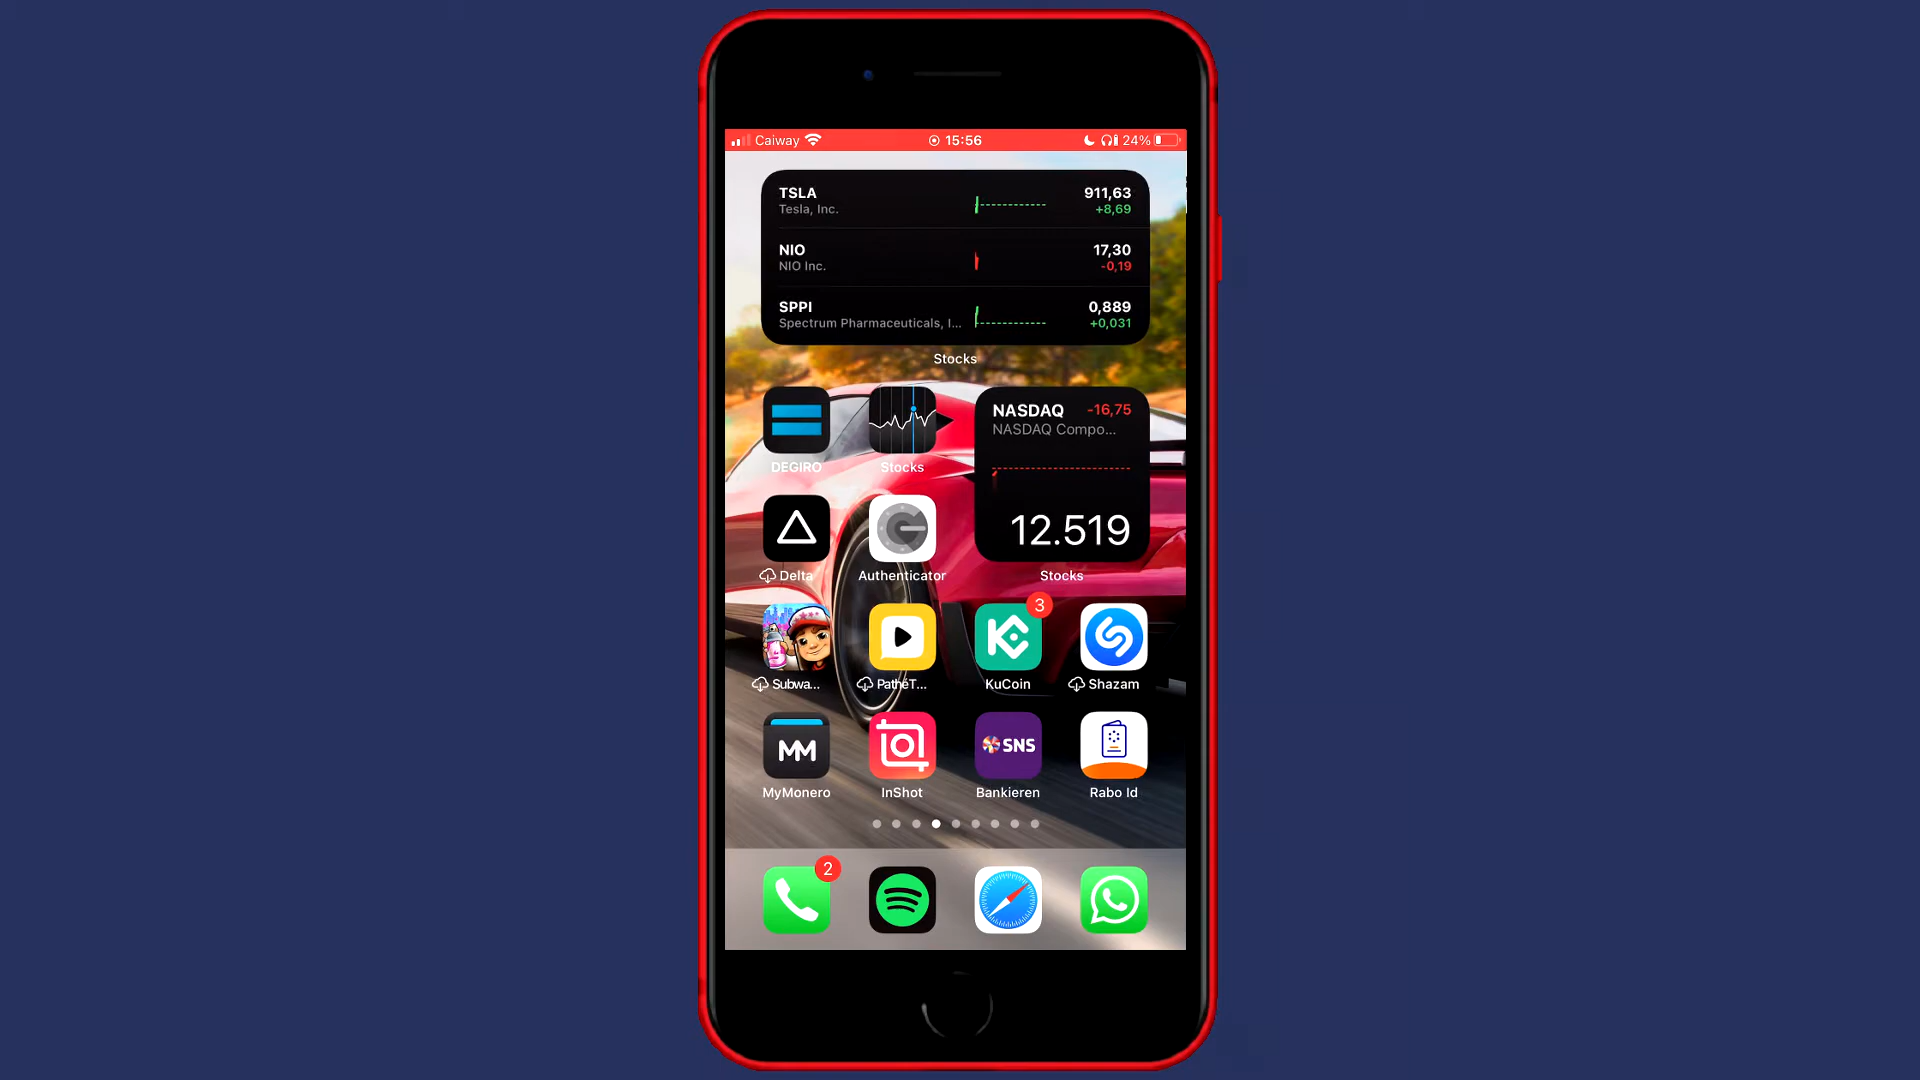 Caiway 15:56 24%
TSLA 911,63
Tesla, Inc. +8,69
NIO 17,30
NIO Inc. -0,19
SPPI 0,889
Spectrum Pharmaceuticals, I... +0,031
Stocks
NASDAQ -16,75
NASDAQ Compo...
12.519
Stocks
DEGIRO Stocks
Delta Authenticator
3
Subwa... PathéT... KuCoin Shazam
SNS
MyMonero InShot Bankieren Rabo Id
2